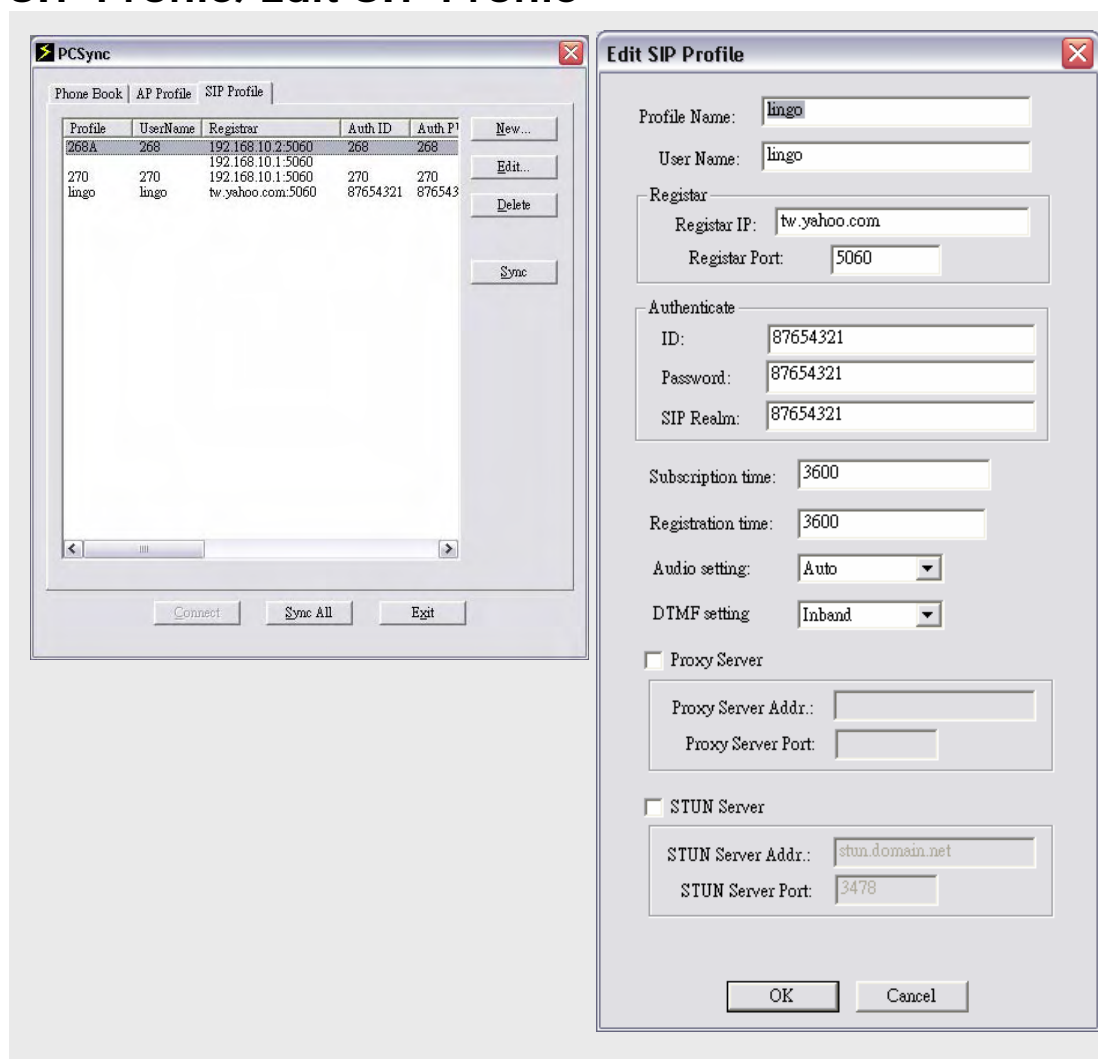 PCSync
Phone Book AP Profile SIP Profile
Profile UserName Registrar Auth ID Auth P
268A 268 192.168.10.2:5060 268 268
192.168.10.1:5060
270 270 192.168.10.1:5060 270 270
lingo lingo tw.yahoo.com:5060 87654321 876543
New...
Edit...
Delete
Sync
Connect Sync All Exit
Edit SIP Profile
Profile Name: lingo
User Name: lingo
Registar
Registar IP: tw.yahoo.com
Registar Port: 5060
Authenticate
ID: 87654321
Password: 87654321
SIP Realm: 87654321
Subscription time: 3600
Registration time: 3600
Audio setting: Auto
DTMF setting Inband
Proxy Server
Proxy Server Addr.:
Proxy Server Port:
STUN Server
STUN Server Addr.: stun.domain.net
STUN Server Port: 3478
OK Cancel